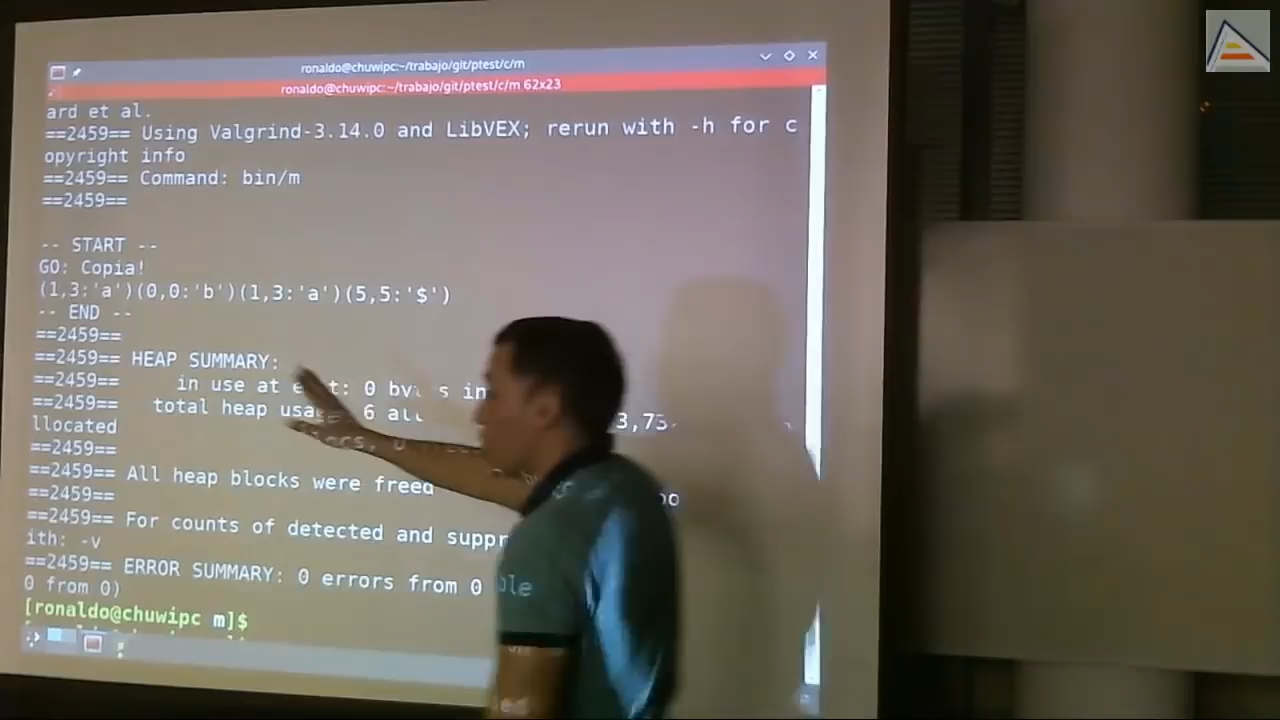 ronaldo@chuwipc:~/trabajo/git/ptest/c/m
ronaldo@chuwipc:~/trabajo/git/ptest/c/m 62x23
ard et al.
==2459== Using Valgrind-3.14.0 and LibVEX; rerun with -h for c
opyright info
==2459== Command: bin/m
==2459==
-- START --
GO: Copia!
(1,3:'a')(0,0:'b')(1,3:'a')(5,5:'$')
-- END --
==2459==
==2459== HEAP SUMMARY:
==2459== in use at 0 in
==2459== total heap 6
llocated
==2459==
==2459== All heap blocks were freed
==2459==
==2459== For counts of detected and
ith: -v
==2459== ERROR SUMMARY: 0 errors from 0
0 from 0)
[ronaldo@chuwipc m]$